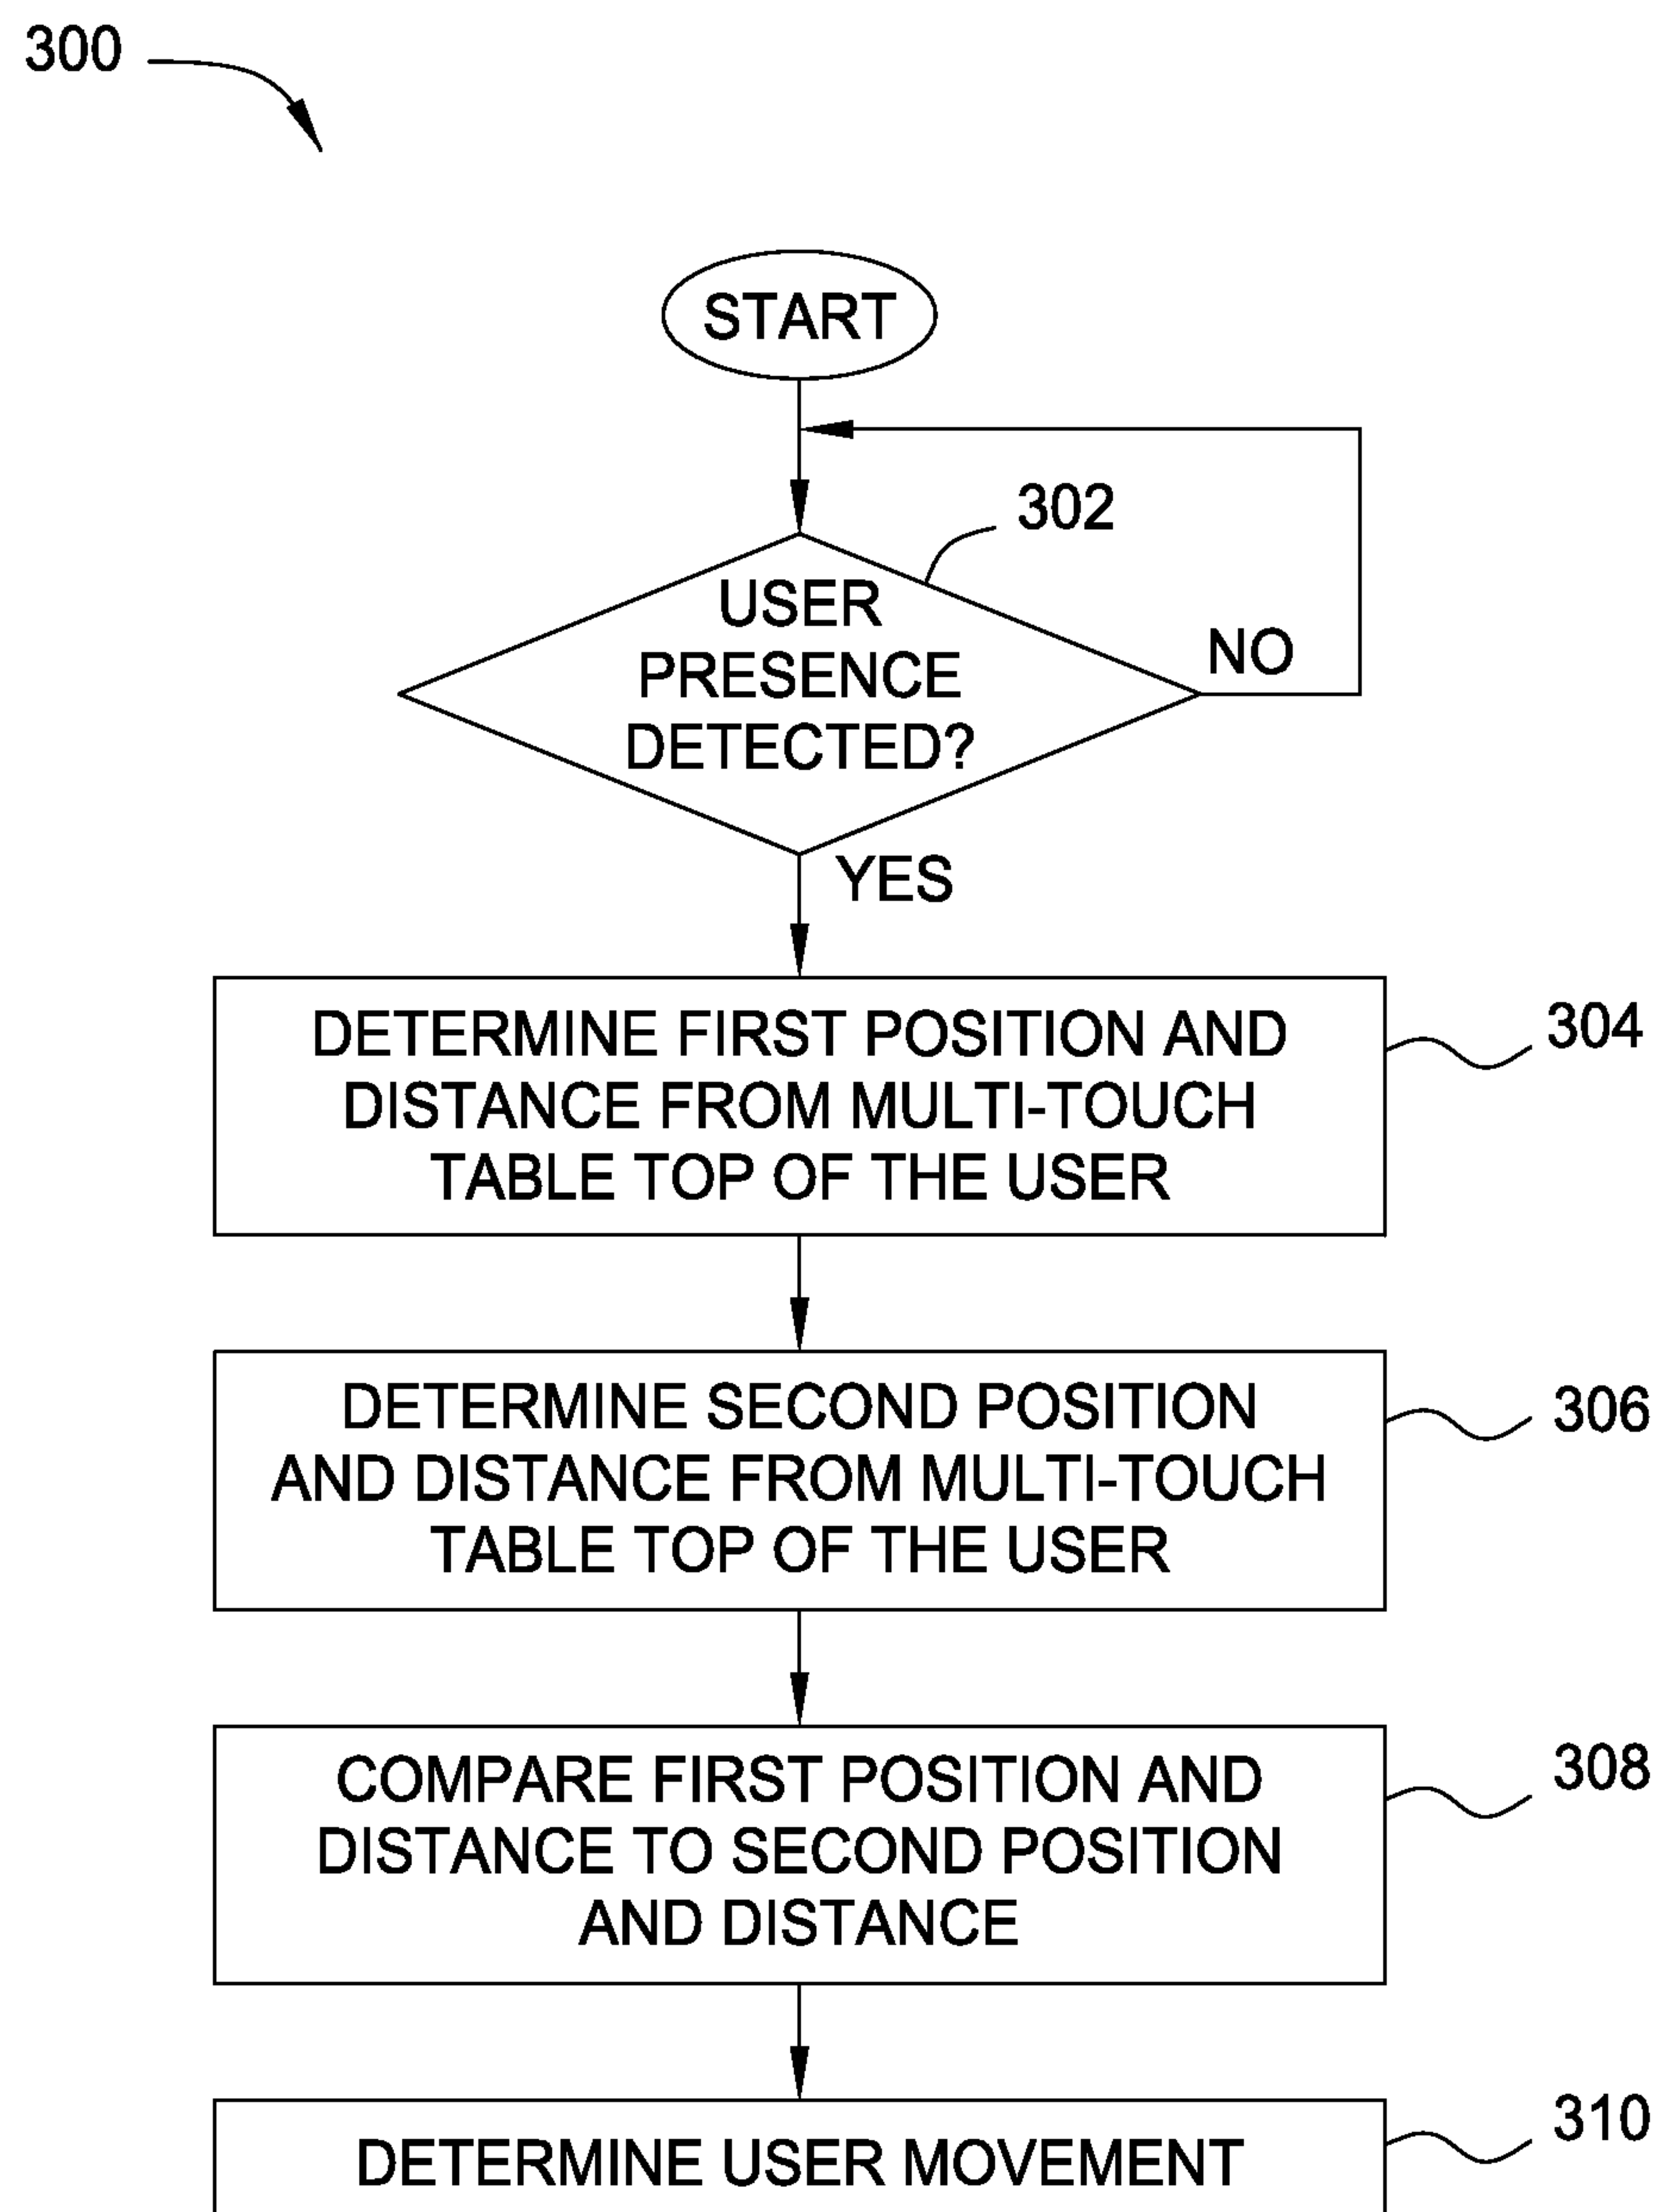 300
START
302
USER
PRESENCE
DETECTED?
NO
YES
DETERMINE FIRST POSITION AND
DISTANCE FROM MULTI-TOUCH
TABLE TOP OF THE USER
304
DETERMINE SECOND POSITION
AND DISTANCE FROM MULTI-TOUCH
TABLE TOP OF THE USER
306
COMPARE FIRST POSITION AND
DISTANCE TO SECOND POSITION
AND DISTANCE
308
DETERMINE USER MOVEMENT
310